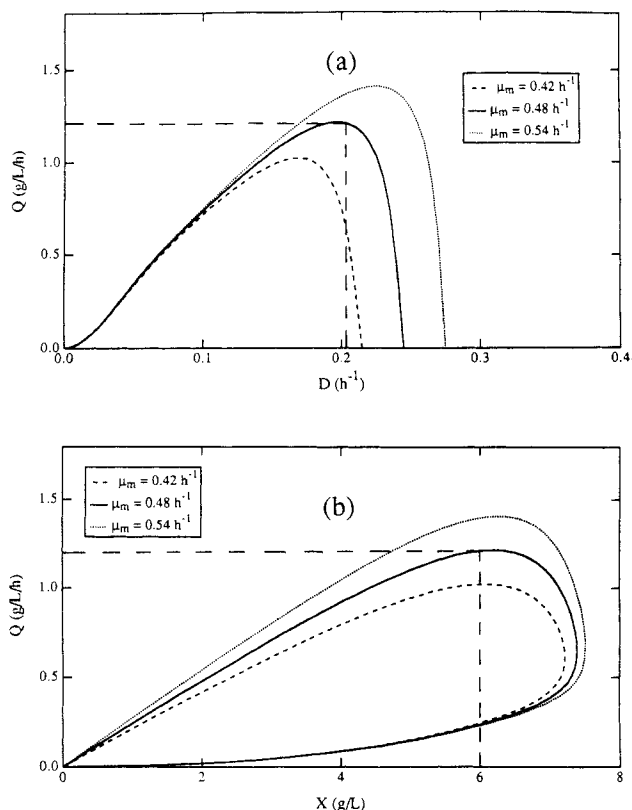 (a)
μm = 0.42 h-1
μm = 0.48 h-1
μm = 0.54 h-1
1.5
1.0
0.5
0.0
Q (g/L/h)
0.0 0.1 0.2 0.3 0.4
D (h-1)
(b)
μm = 0.42 h-1
μm = 0.48 h-1
μm = 0.54 h-1
1.5
1.0
0.5
0.0
Q (g/L/h)
0 2 4 6 8
X (g/L)